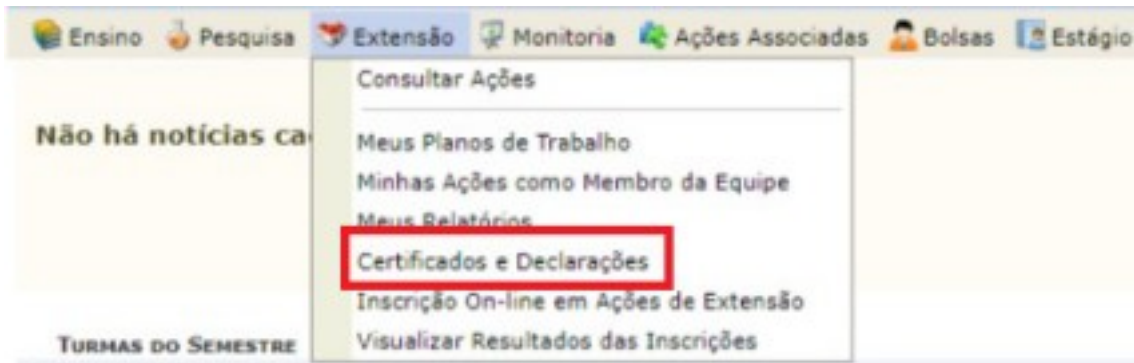 Ensino Pesquisa Extensão Monitoria Ações Associadas Bolsas Estágio
Consultar Ações
Não há notícias ca
Meus Planos de Trabalho
Minhas Ações como Membro da Equipe
Meus Relatórios
Certificados e Declarações
Inscrição On-line em Ações de Extensão
Visualizar Resultados das Inscrições
TURMAS DO SEMESTRE